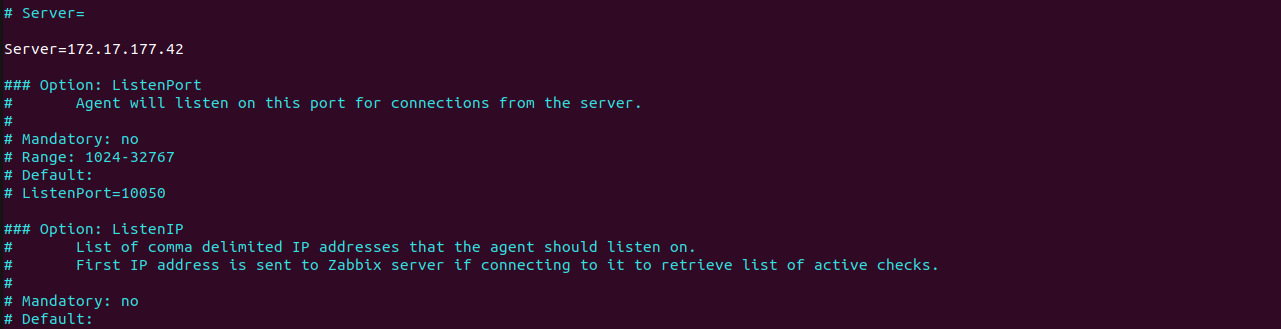 # Server=
Server=172.17.177.42
### Option: ListenPort
#       Agent will listen on this port for connections from the server.
#
# Mandatory: no
# Range: 1024-32767
# Default:
# ListenPort=10050
### Option: ListenIP
#       List of comma delimited IP addresses that the agent should listen on.
#       First IP address is sent to Zabbix server if connecting to it to retrieve list of active checks.
#
# Mandatory: no
# Default: